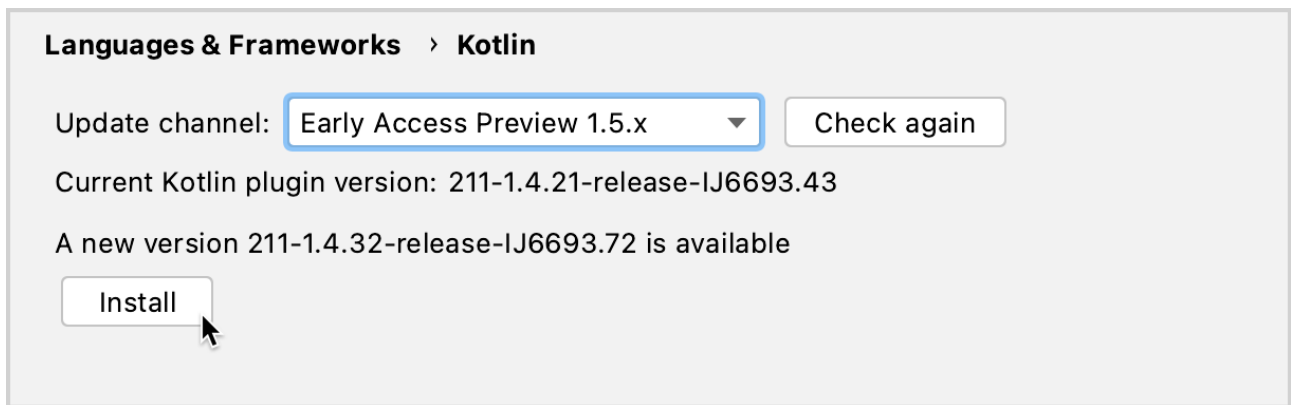 Languages & Frameworks › Kotlin
Update channel: Early Access Preview 1.5.x Check again
Current Kotlin plugin version: 211-1.4.21-release-IJ6693.43
A new version 211-1.4.32-release-IJ6693.72 is available
Install